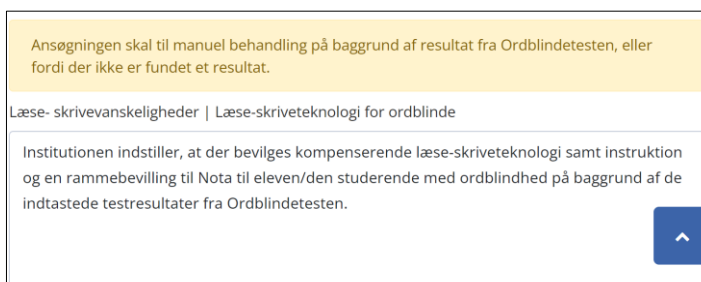 Ansøgningen skal til manuel behandling på baggrund af resultat fra Ordblindetesten, eller
fordi der ikke er fundet et resultat.
Læse- skrivevanskeligheder | Læse-skriveteknologi for ordblinde
Institutionen indstiller, at der bevilges kompenserende læse-skriveteknologi samt instruktion
og en rammebevilling til Nota til eleven/den studerende med ordblindhed på baggrund af de
indtastede testresultater fra Ordblindetesten.